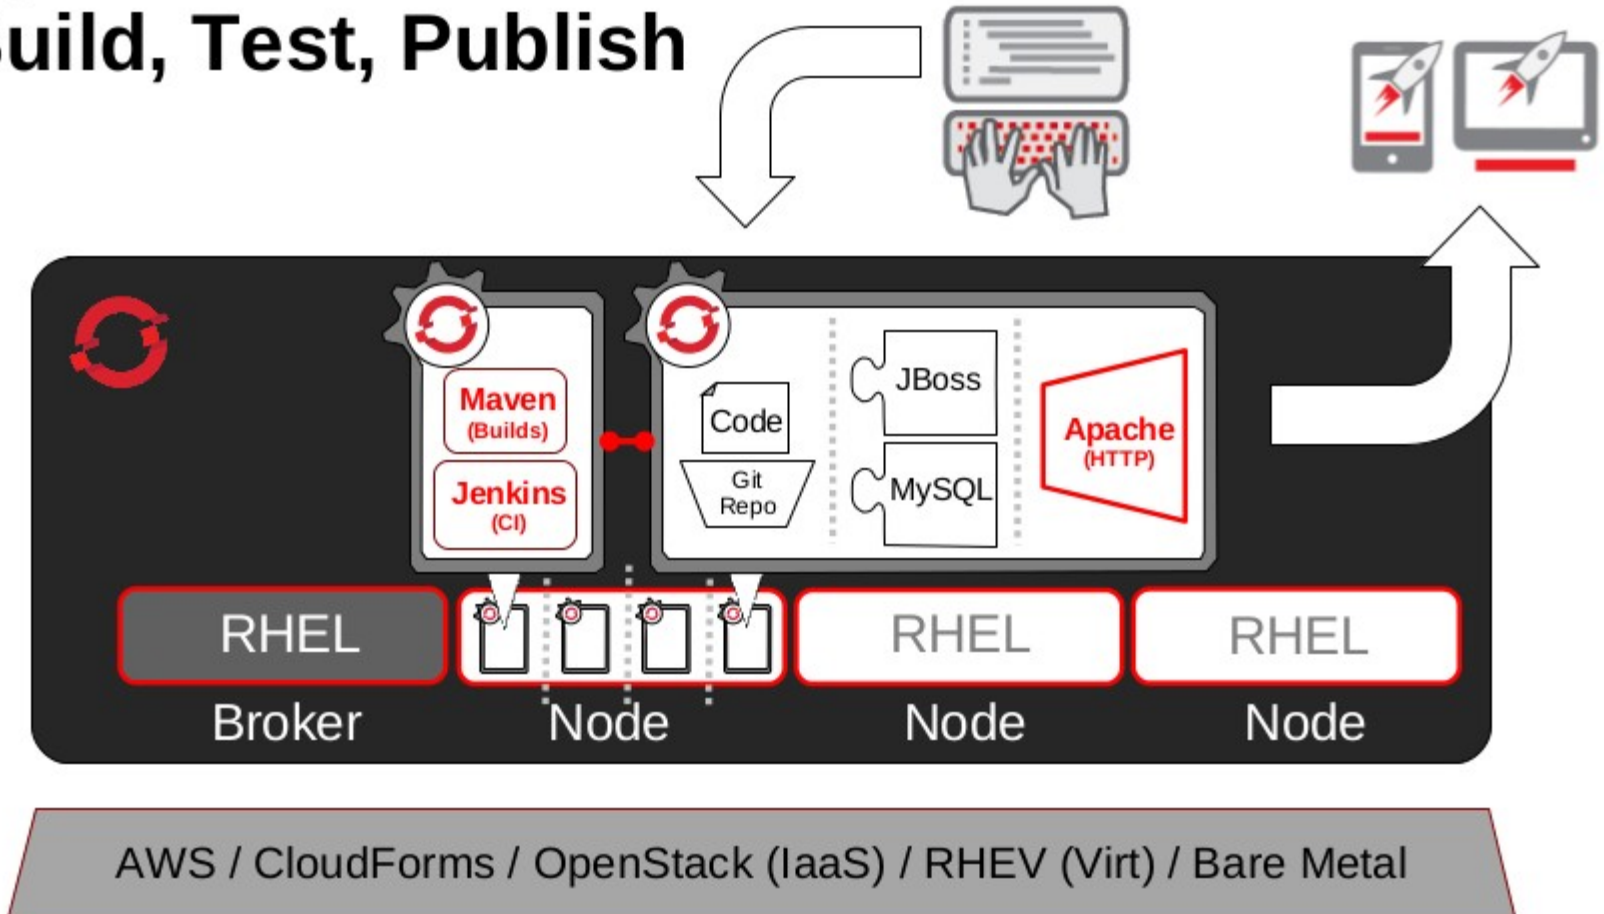 uild, Test, Publish
Maven
(Builds)
Jenkins
(CI)
Code
Git
Repo
JBoss
MySQL
Apache
(HTTP)
RHEL
RHEL
RHEL
Broker
Node
Node
Node
AWS / CloudForms / OpenStack (IaaS) / RHEV (Virt) / Bare Metal